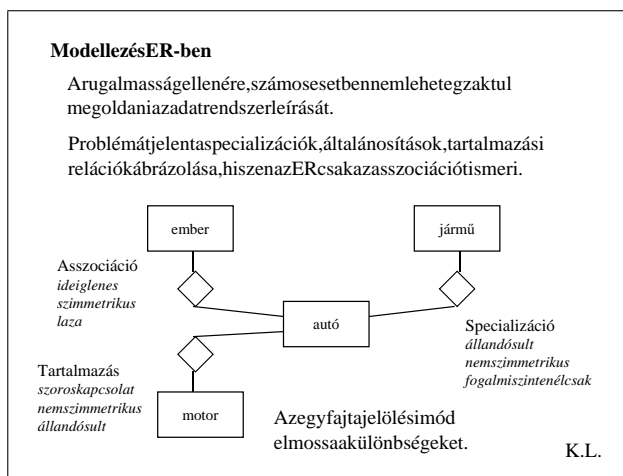 ModellezésER-ben
Arugalmasságellenére,számosesetbennemlehetegzaktul
megoldaniazadatrendszerleírását.
Problémátjelentaspecializációk,általánosítások,tartalmazási
relációkábrázolása,hiszenazERcsakazasszociációtismeri.
ember
jármű
Asszociáció
ideiglenes
szimmetrikus
laza
autó
Specializáció
állandósult
nemszimmetrikus
fogalmiszintenélcsak
Tartalmazás
szoroskapcsolat
nemszimmetrikus
állandósult
motor
Azegyfajtajelölésimód
elmossaakülönbségeket.
K.L.